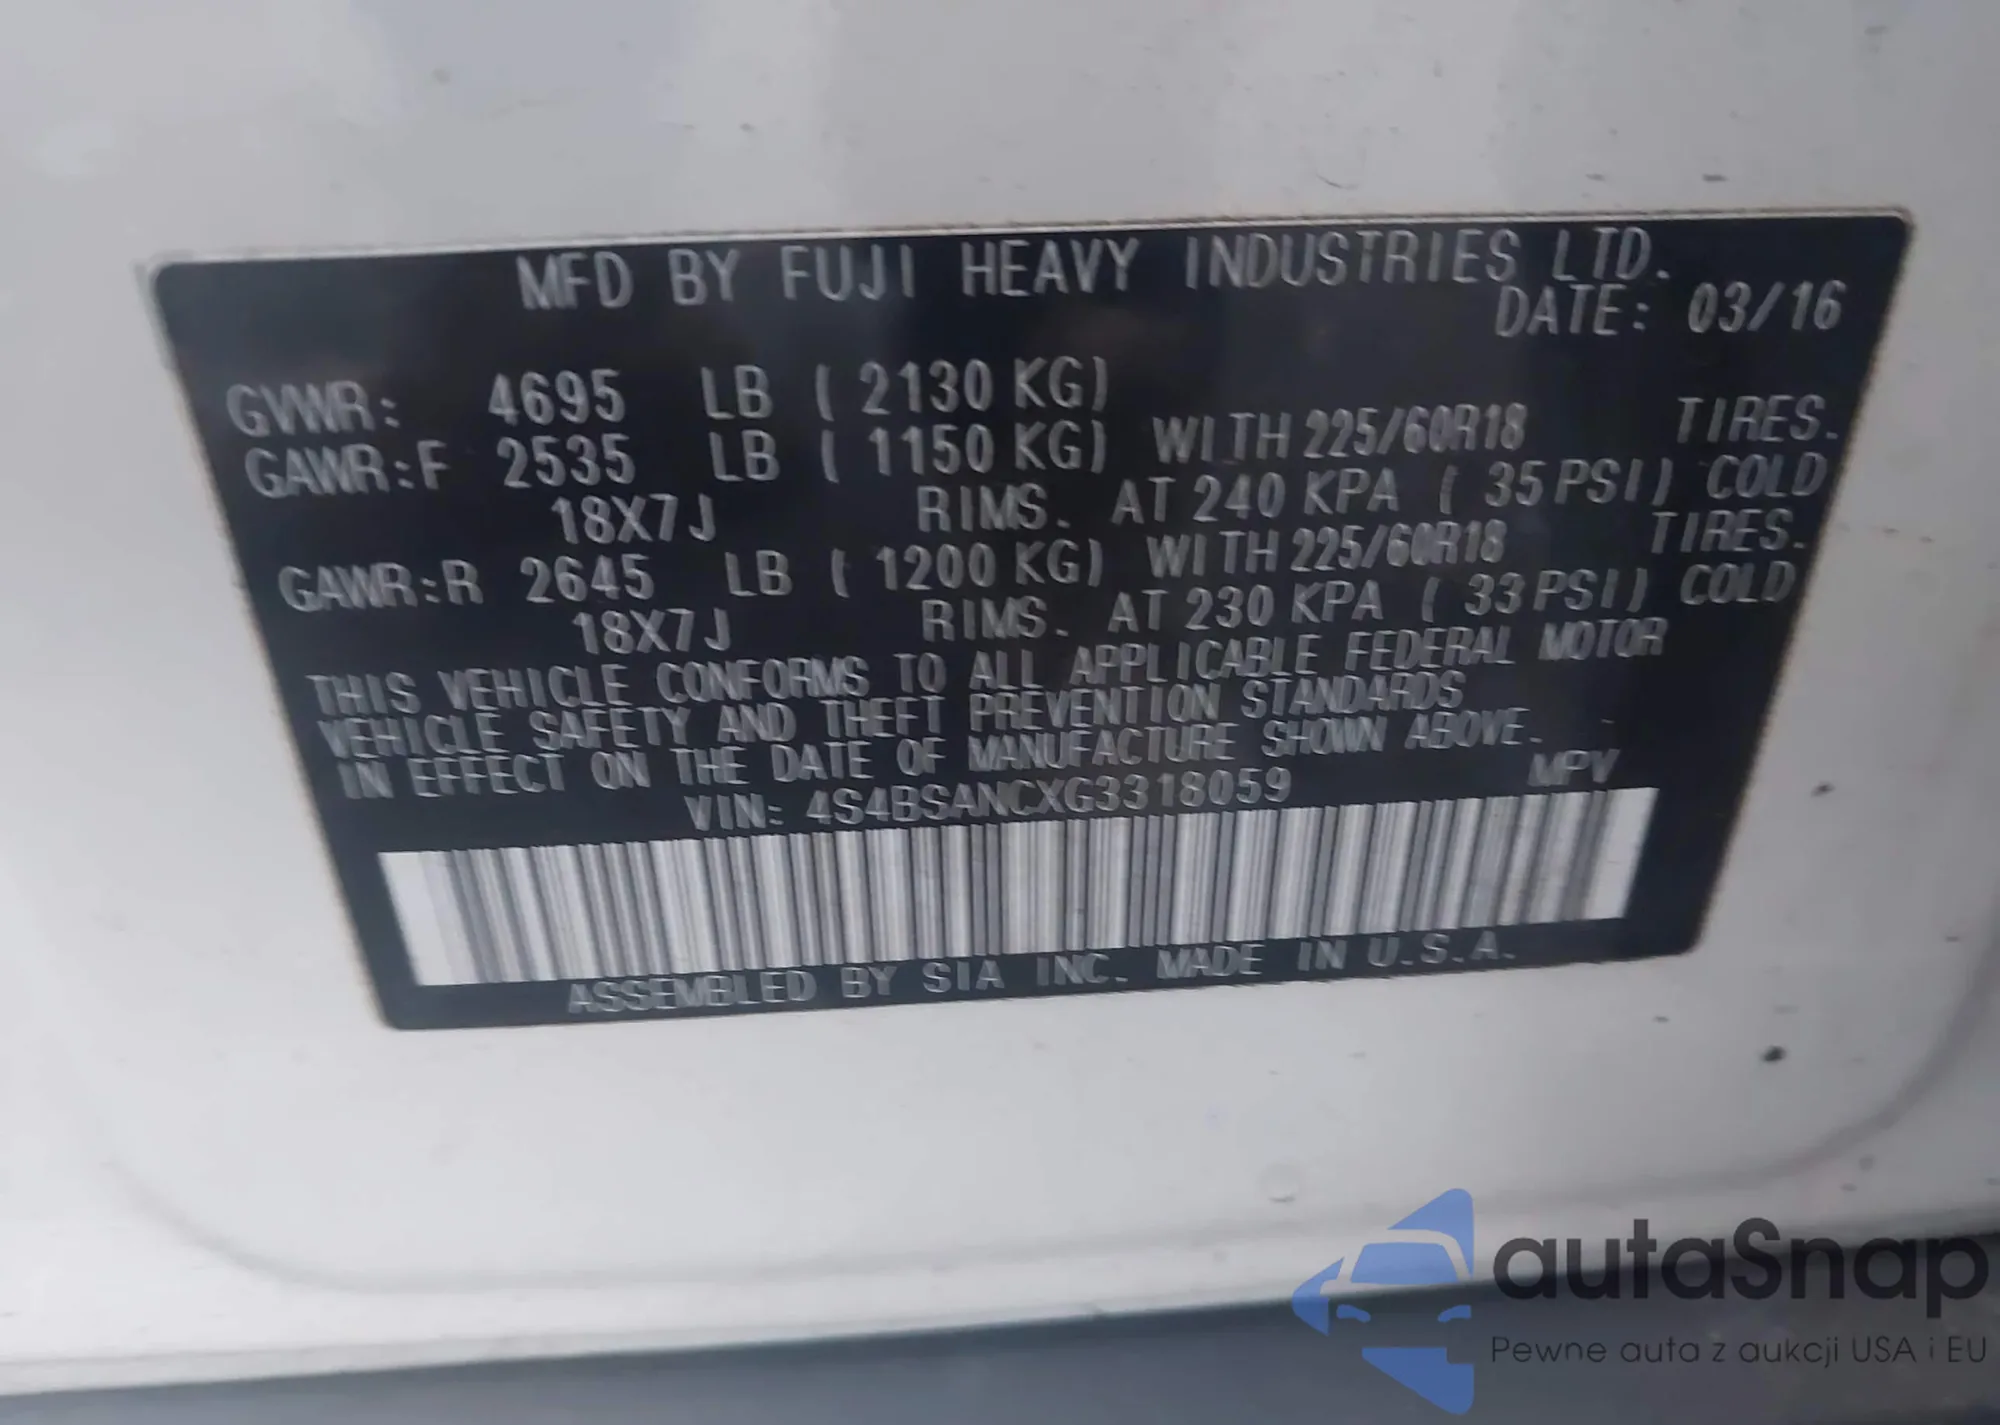 MFD BY FUJI HEAVY INDUSTRIES LTD.
DATE: 03/16
GVWR: 4695 LB ( 2130 KG)
GAWR:F 2535 LB ( 1150 KG) WITH 225/60R18 TIRES.
18X7J RIMS. AT 240 KPA ( 35 PSI) COLD
GAWR:R 2645 LB ( 1200 KG) WITH 225/60R18 TIRES.
18X7J RIMS. AT 230 KPA ( 33 PSI) COLD
THIS VEHICLE CONFORMS TO ALL APPLICABLE FEDERAL MOTOR
VEHICLE SAFETY AND THEFT PREVENTION STANDARDS
IN EFFECT ON THE DATE OF MANUFACTURE SHOWN ABOVE.
VIN: 4S4BSANCXG3318059 MPV
ASSEMBLED BY SIA INC. MADE IN U.S.A.
autaSnap
Pewne auta z aukcji USA i EU